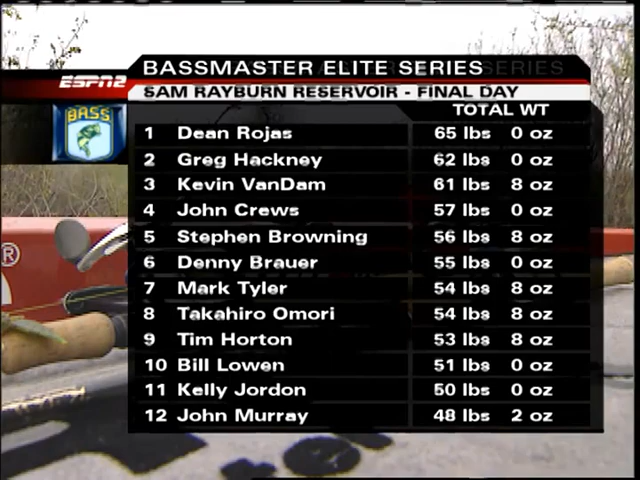 BASSMASTER ELITE SERIES
ESPN2
SAM RAYBURN RESERVOIR - FINAL DAY
BASS
TOTAL WT
1 Dean Rojas 65 lbs 0 oz
2 Greg Hackney 62 lbs 0 oz
3 Kevin VanDam 61 lbs 8 oz
4 John Crews 57 lbs 0 oz
5 Stephen Browning 56 lbs 8 oz
6 Denny Brauer 55 lbs 0 oz
7 Mark Tyler 54 lbs 8 oz
8 Takahiro Omori 54 lbs 8 oz
9 Tim Horton 53 lbs 8 oz
10 Bill Lowen 51 lbs 0 oz
11 Kelly Jordon 50 lbs 0 oz
12 John Murray 48 lbs 2 oz
®